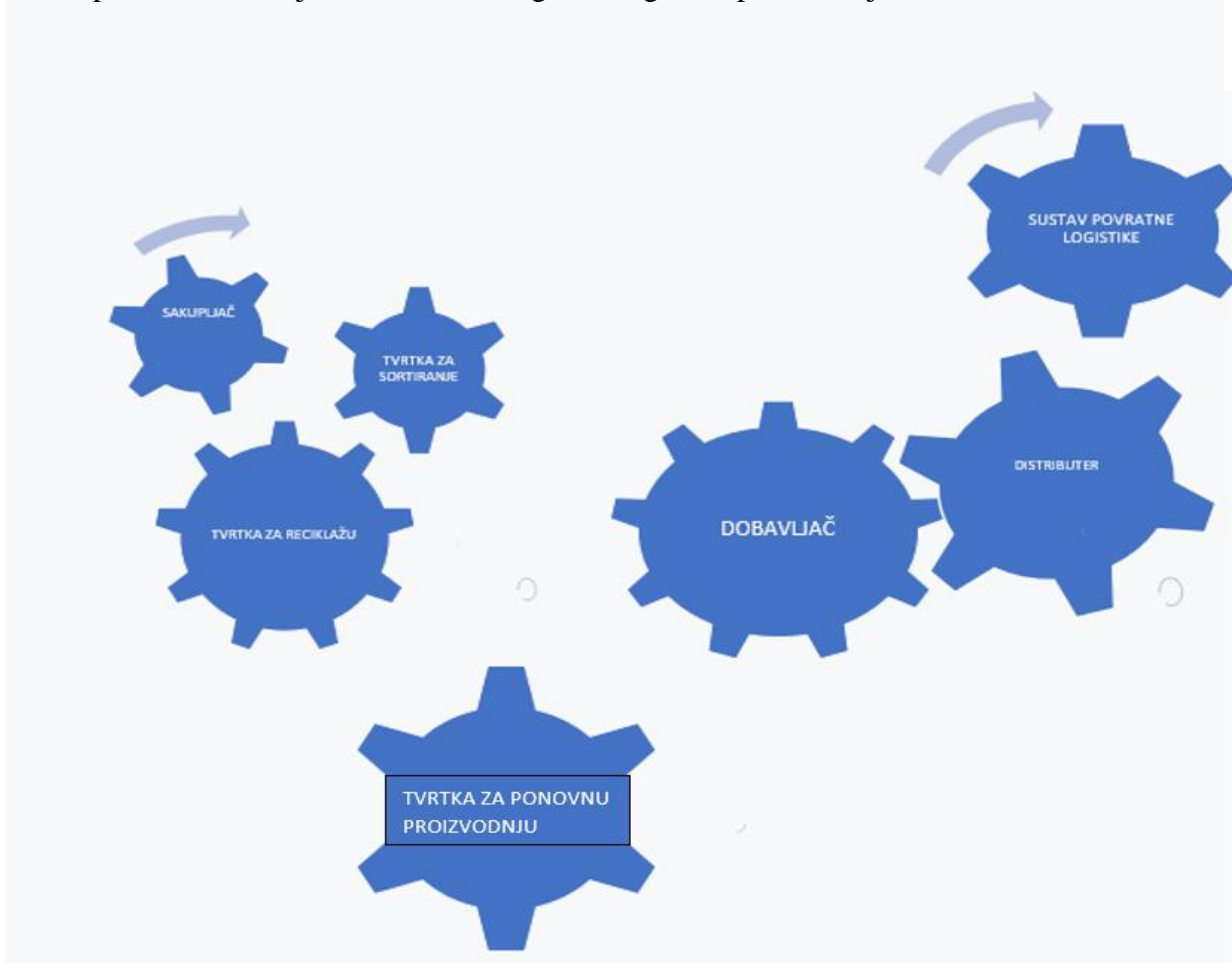 SUSTAV POVRATNE
LOGISTIKE
SAKUPLJAČ
TVRTKA ZA
SORTIRANJE
DISTRIBUTER
DOBAVLJAČ
TVRTKA ZA RECIKLAŽU
TVRTKA ZA PONOVNU
PROIZVODNJU